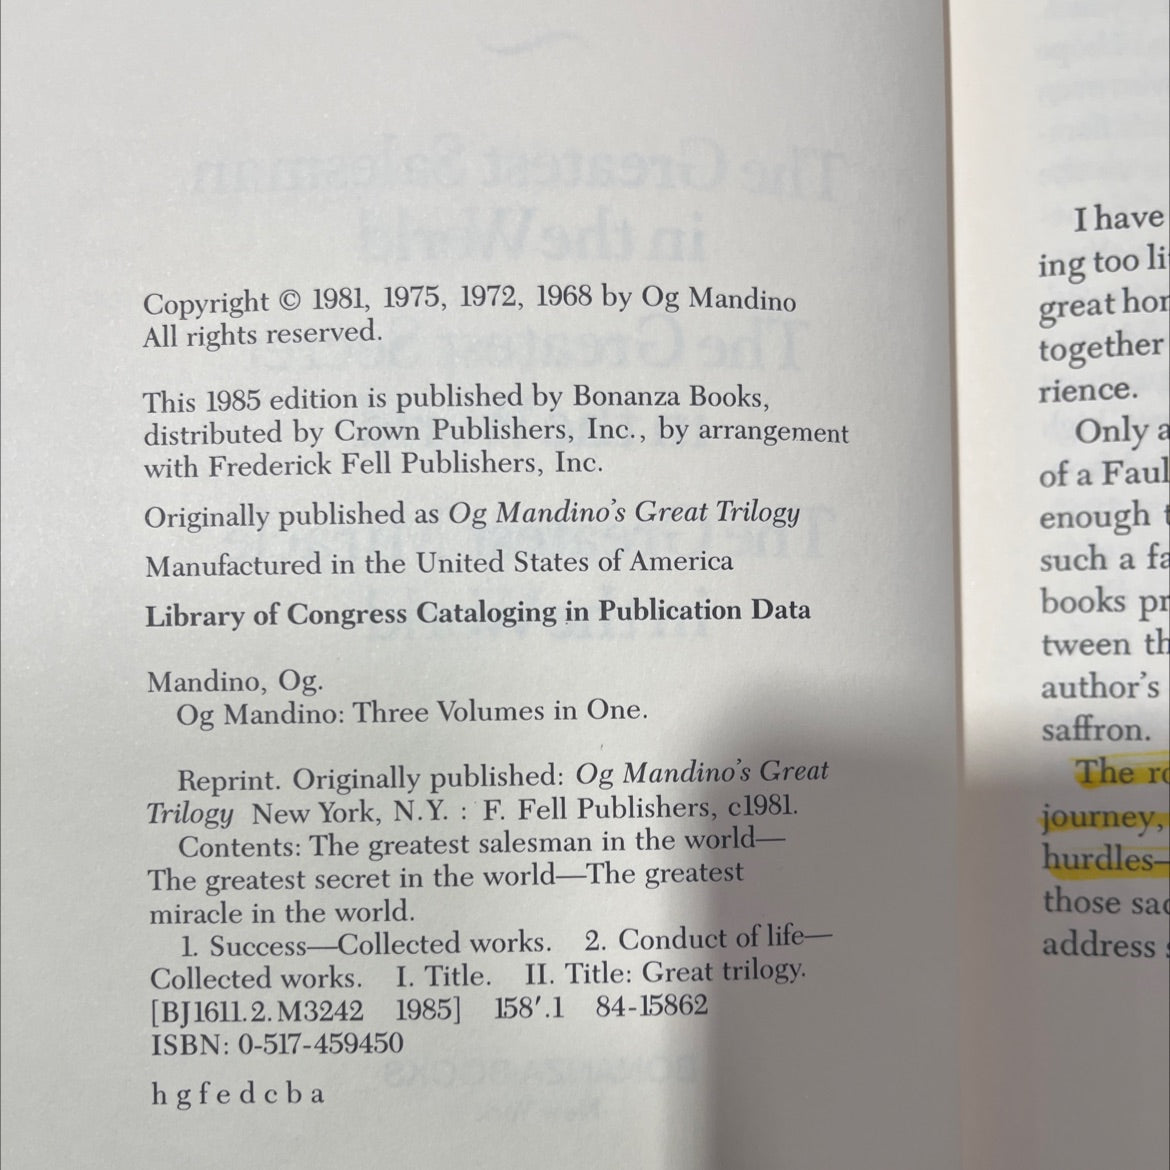 Copyright © 1981, 1975, 1972, 1968 by Og Mandino
All rights reserved.
This 1985 edition is published by Bonanza Books,
distributed by Crown Publishers, Inc., by arrangement
with Frederick Fell Publishers, Inc.
Originally published as Og Mandino's Great Trilogy
Manufactured in the United States of America
Library of Congress Cataloging in Publication Data
Mandino, Og.
Og Mandino: Three Volumes in One.
Reprint. Originally published: Og Mandino's Great
Trilogy New York, N.Y. : F. Fell Publishers, c1981.
Contents: The greatest salesman in the world—
The greatest secret in the world—The greatest
miracle in the world.
1. Success—Collected works. 2. Conduct of life—
Collected works. I. Title. II. Title: Great trilogy.
[BJ1611.2.M3242 1985] 158'.1 84-15862
ISBN: 0-517-459450
h g f e d c b a
I have
ing too
great
together
rience.
Only
of a
enough
such a
books
tween
author's
saffron.
The
journey,
hurdles—
those
address